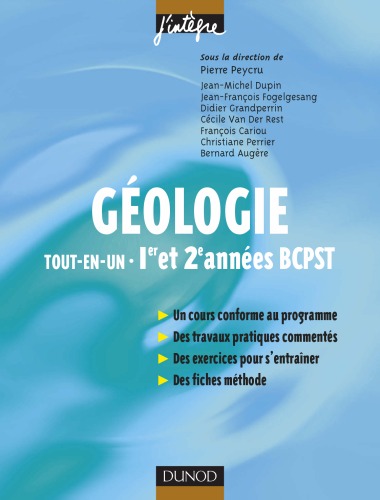 J'intègre
Sous la direction de
Pierre Peycru
Jean-Michel Dupin
Jean-François Fogelgesang
Didier Grandperrin
Cécile Van Der Rest
François Cariou
Christiane Perrier
Bernard Augère
GÉOLOGIE
TOUT-EN-UN • 1er et 2e années BCPST
Un cours conforme au programme
Des travaux pratiques commentés
Des exercices pour s'entraîner
Des fiches méthode
DUNOD